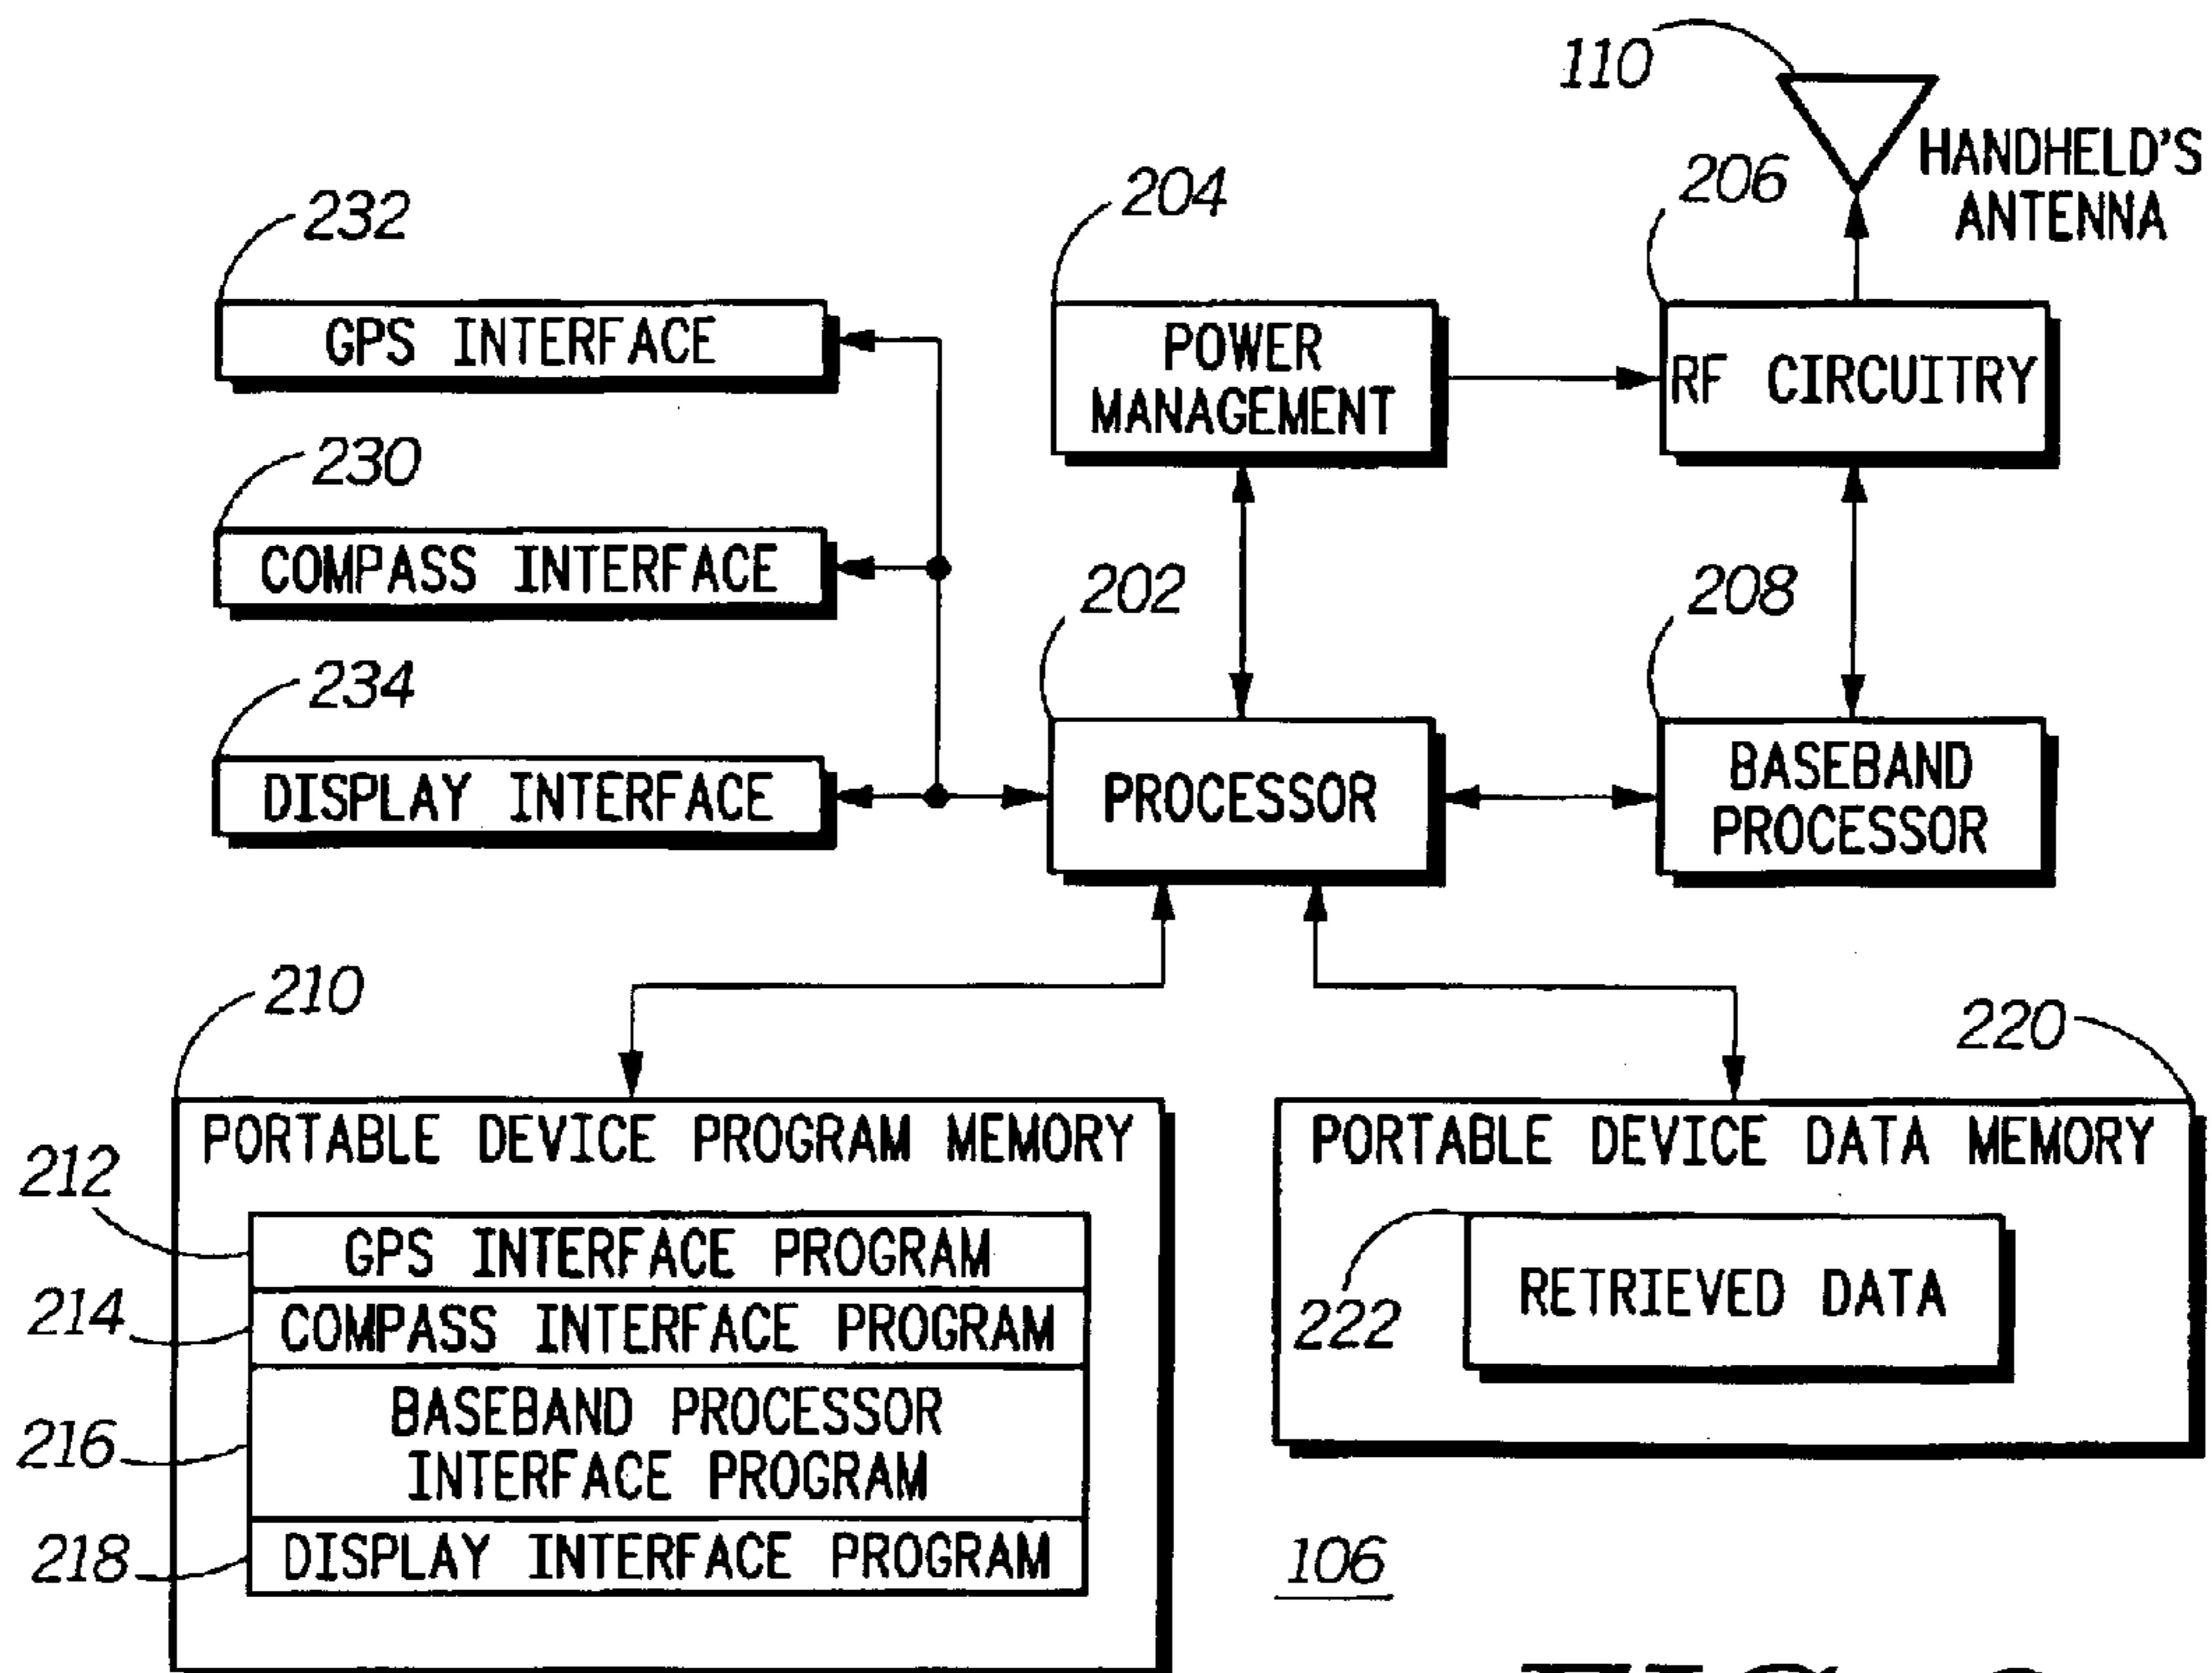 110
HANDHELD'S
ANTENNA
232
204
206
GPS INTERFACE
POWER
MANAGEMENT
RF CIRCUITRY
230
COMPASS INTERFACE
202
208
234
DISPLAY INTERFACE
PROCESSOR
BASEBAND
PROCESSOR
210
220
PORTABLE DEVICE PROGRAM MEMORY
PORTABLE DEVICE DATA MEMORY
212
GPS INTERFACE PROGRAM
214
COMPASS INTERFACE PROGRAM
222
RETRIEVED DATA
216
BASEBAND PROCESSOR
INTERFACE PROGRAM
218
DISPLAY INTERFACE PROGRAM
106